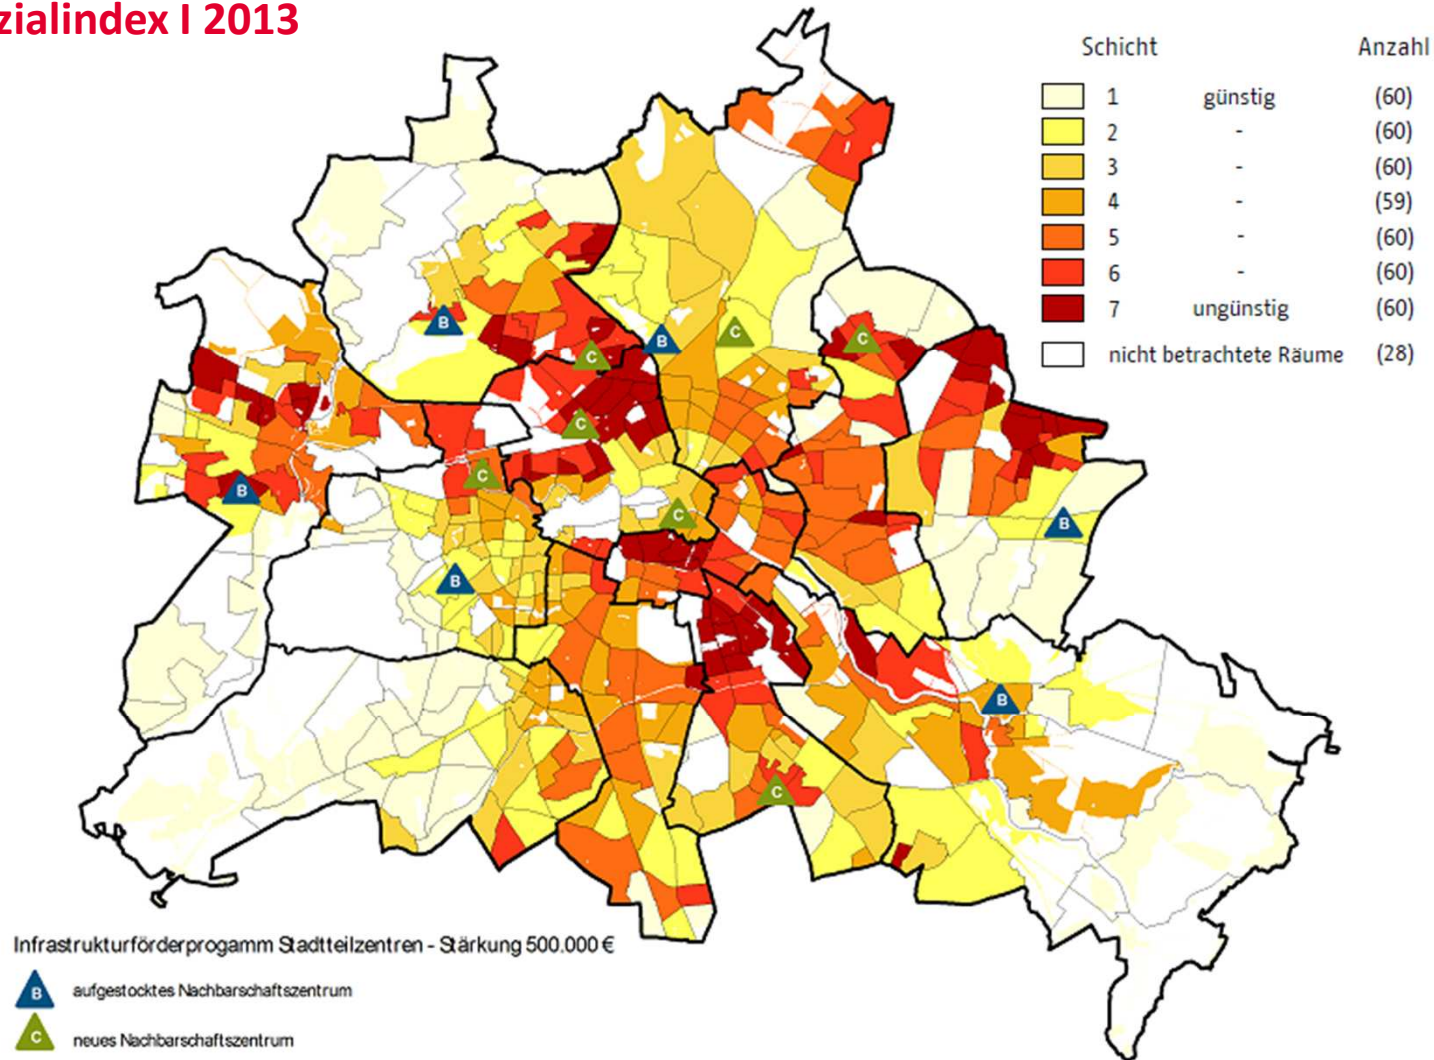 zialindex I 2013
Schicht Anzahl
1 günstig (60)
2 - (60)
3 - (60)
4 - (59)
5 - (60)
6 - (60)
7 ungünstig (60)
nicht betrachtete Räume (28)
C
B
B
C
C
C
C
B
C
B
B
B
C
Infrastrukturförderprogamm Stadtteilzentren - Stärkung 500.000 €
B aufgestocktes Nachbarschaftszentrum
C neues Nachbarschaftszentrum